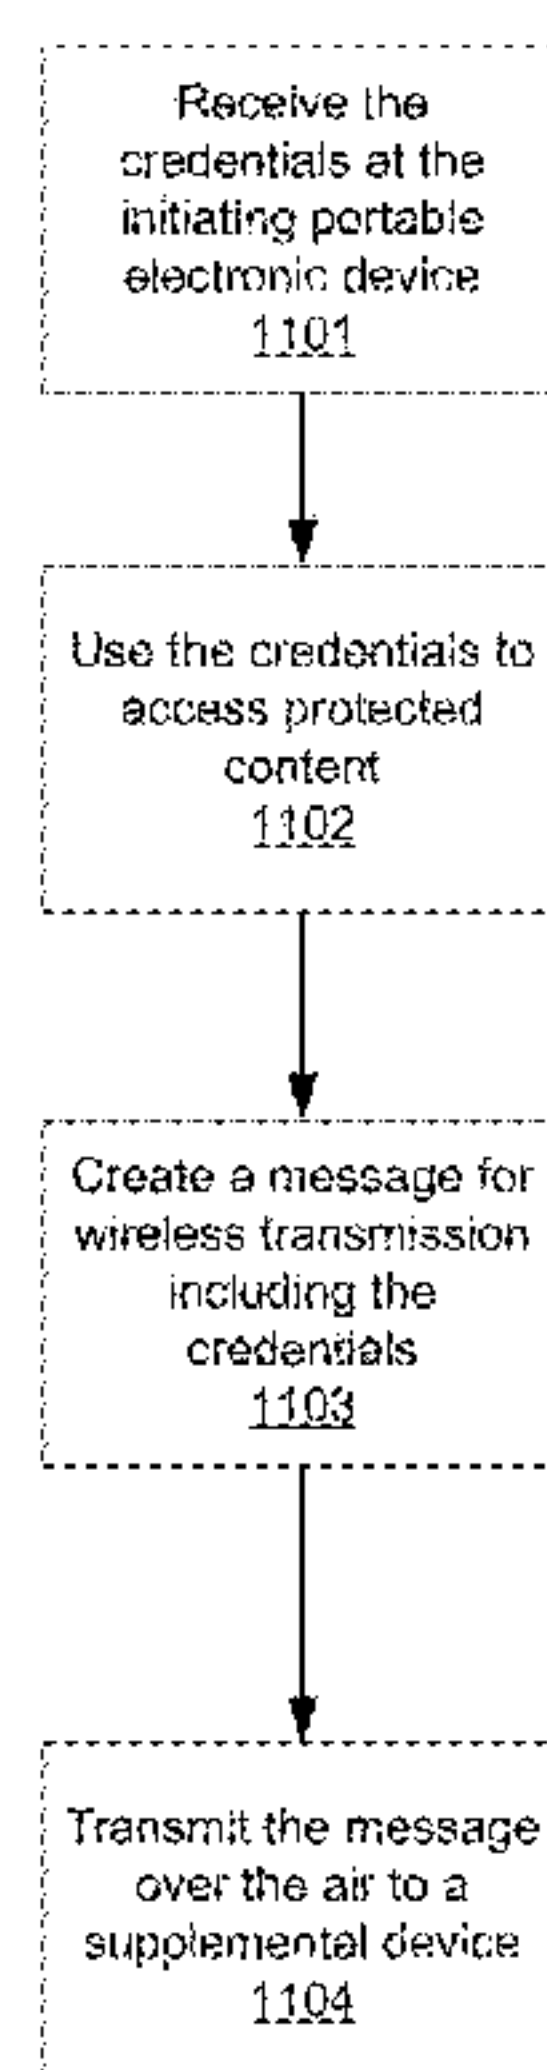 Receive the
credentials at the
initiating portable
electronic device
1101
Use the credentials to
access protected
content
1102
Create a message for
wireless transmission
including the
credentials
1103
Transmit the message
over the air to a
supplemental device
1104